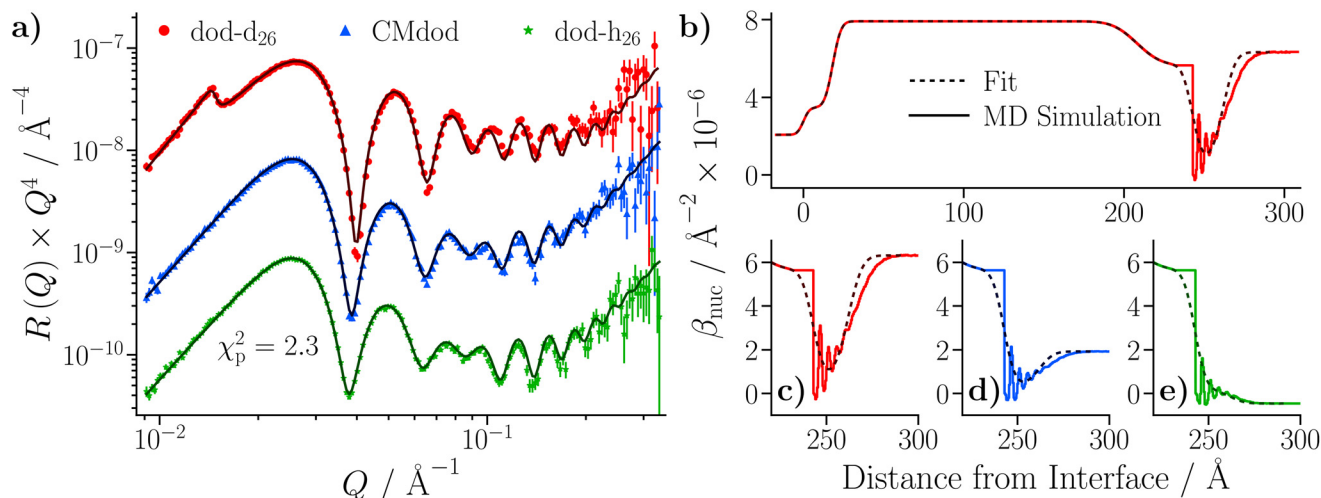 a)
dod-d26
CMdod
dod-h26
10−7
10−8
10−9
10−10
R(Q) × Q4 / Å−4
χ2p = 2.3
10−2
10−1
Q / Å−1
b)
8
4
0
Fit
MD Simulation
0
100
200
300
βnuc / Å−2 × 10−6
6
4
2
0
c)
250
300
6
4
2
0
d)
250
300
6
4
2
0
e)
250
300
Distance from Interface / Å